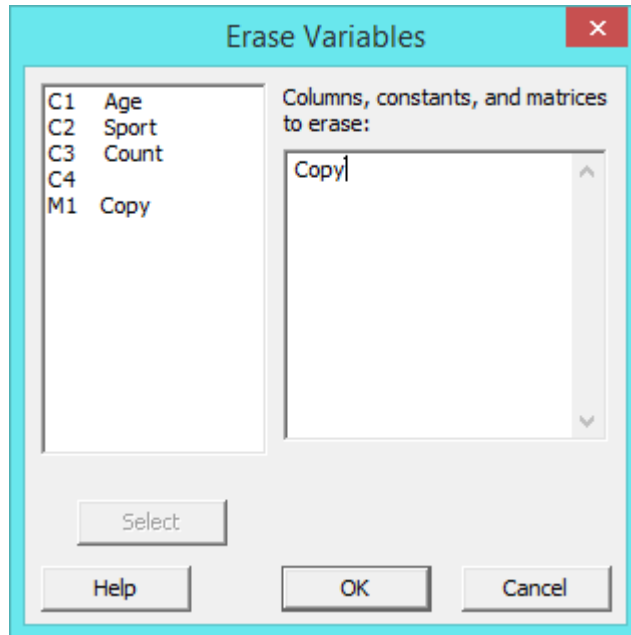 Erase Variables
C1 Age
C2 Sport
C3 Count
C4
M1 Copy
Columns, constants, and matrices
to erase:
Copy
Select
Help
OK
Cancel